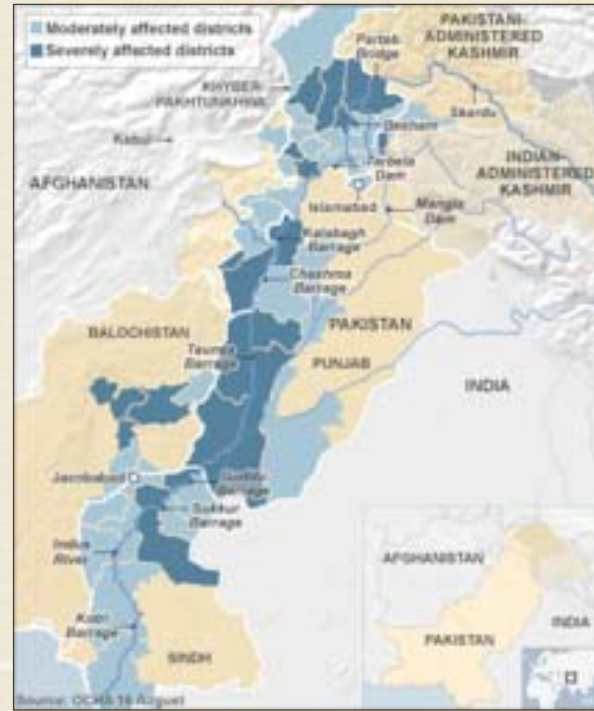 Moderately affected districts
Severely affected districts
PAKISTANI-
ADMINISTERED
KASHMIR
Partab
Bridge
KHYBER
PAKHTUNKHWA
Skardu
Besham
Kabul
Tarbela
Dam
INDIAN-
ADMINISTERED
KASHMIR
AFGHANISTAN
Islamabad
Mangla
Dam
Kalabagh
Barrage
Chashma
Barrage
BALOCHISTAN
PAKISTAN
Taunsa
Barrage
PUNJAB
INDIA
Jacobabad
Guddu
Barrage
Sukkur
Barrage
Indus
River
AFGHANISTAN
Kotri
Barrage
INDIA
PAKISTAN
SINDH
Source: OCHA 16 August